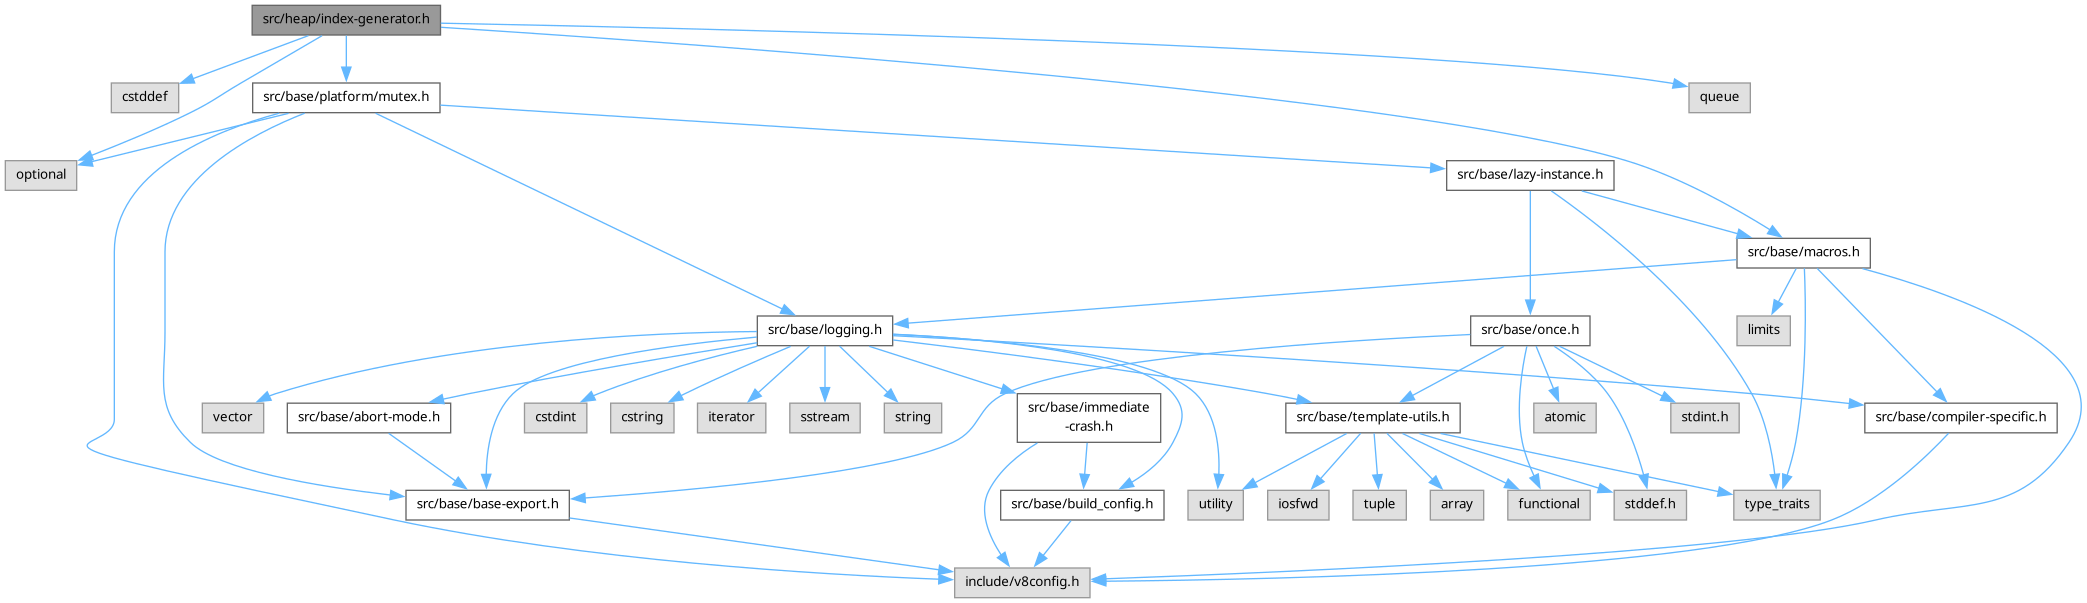 src/heap/index-generator.h
cstddef
src/base/platform/mutex.h
queue
optional
src/base/lazy-instance.h
src/base/macros.h
src/base/logging.h
src/base/once.h
limits
vector
src/base/abort-mode.h
cstdint
cstring
iterator
sstream
string
src/base/immediate
-crash.h
src/base/template-utils.h
atomic
stdint.h
src/base/compiler-specific.h
src/base/base-export.h
src/base/build_config.h
utility
iosfwd
tuple
array
functional
stddef.h
type_traits
include/v8config.h